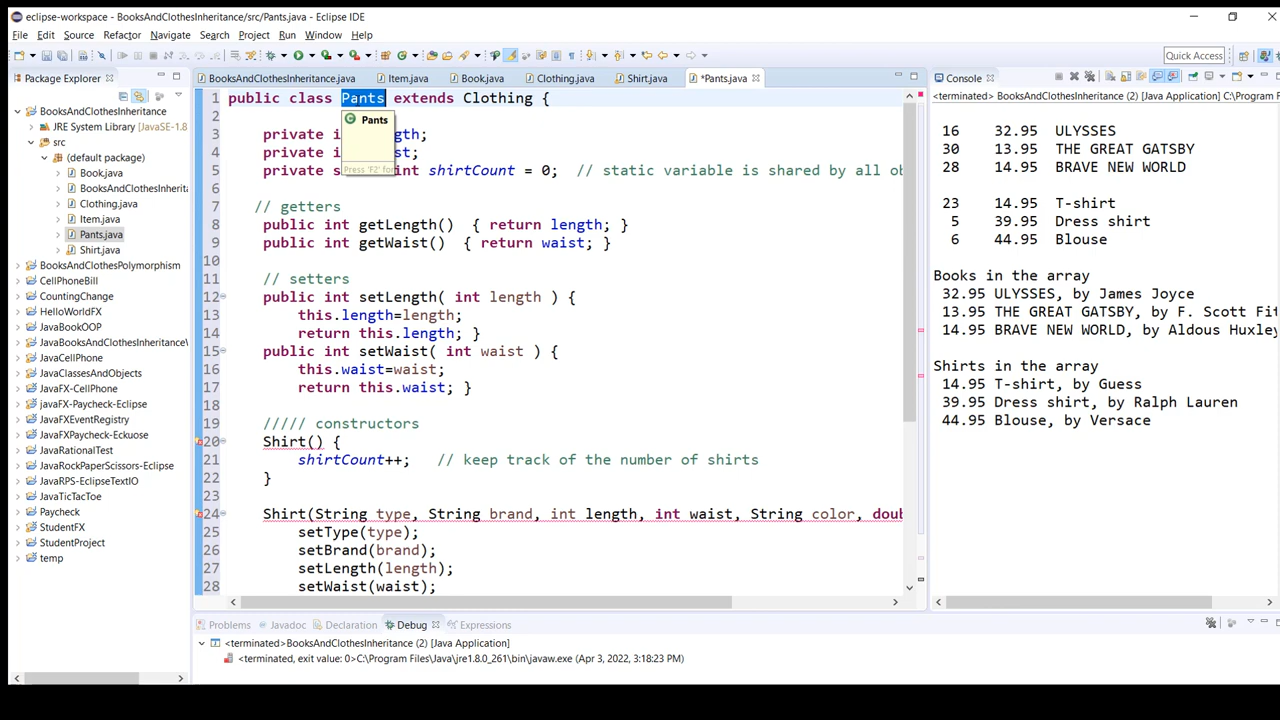 eclipse-workspace - BooksAndClothesInheritance/src/Pants.java - Eclipse IDE
File Edit Source Refactor Navigate Search Project Run Window Help
Quick Access
Package Explorer
BooksAndClothesInheritance
JRE System Library [JavaSE-1.8
src
(default package)
Book.java
BooksAndClothesInherita
Clothing.java
Item.java
Pants.java
Shirt.java
BooksAndClothesPolymorphism
CellPhoneBill
CountingChange
HelloWorldFX
JavaBookOOP
JavaBooksAndClothesInheritance\
JavaCellPhone
JavaClassesAndObjects
JavaFX-CellPhone
javaFX-Paycheck-Eclipse
JavaFXEventRegistry
JavaFXPaycheck-Eckuose
JavaRationalTest
JavaRockPaperScissors-Eclipse
JavaRPS-EclipseTextIO
JavaTicTacToe
Paycheck
StudentFX
StudentProject
temp
BooksAndClothesInheritance.java Item.java Book.java Clothing.java Shirt.java *Pants.java
1 public class Pants extends Clothing {
2
3 private i gth;
4 private i st;
5 private s int shirtCount = 0; // static variable is shared by all ob
6
7 // getters
8 public int getLength() { return length; }
9 public int getWaist() { return waist; }
10
11 // setters
12 public int setLength( int length ) {
13 this.length=length;
14 return this.length; }
15 public int setWaist( int waist ) {
16 this.waist=waist;
17 return this.waist; }
18
19 ///// constructors
20 Shirt() {
21 shirtCount++; // keep track of the number of shirts
22 }
23
24 Shirt(String type, String brand, int length, int waist, String color, doub
25 setType(type);
26 setBrand(brand);
27 setLength(length);
28 setWaist(waist);
Pants
Press 'F2' for
Console
<terminated> BooksAndClothesInheritance (2) [Java Application] C:\Program F
16 32.95 ULYSSES
30 13.95 THE GREAT GATSBY
28 14.95 BRAVE NEW WORLD
23 14.95 T-shirt
5 39.95 Dress shirt
6 44.95 Blouse
Books in the array
32.95 ULYSSES, by James Joyce
13.95 THE GREAT GATSBY, by F. Scott Fit
14.95 BRAVE NEW WORLD, by Aldous Huxley
Shirts in the array
14.95 T-shirt, by Guess
39.95 Dress shirt, by Ralph Lauren
44.95 Blouse, by Versace
Problems Javadoc Declaration Debug Expressions
<terminated>BooksAndClothesInheritance (2) [Java Application]
<terminated, exit value: 0>C:\Program Files\Java\jre1.8.0_261\bin\javaw.exe (Apr 3, 2022, 3:18:23 PM)